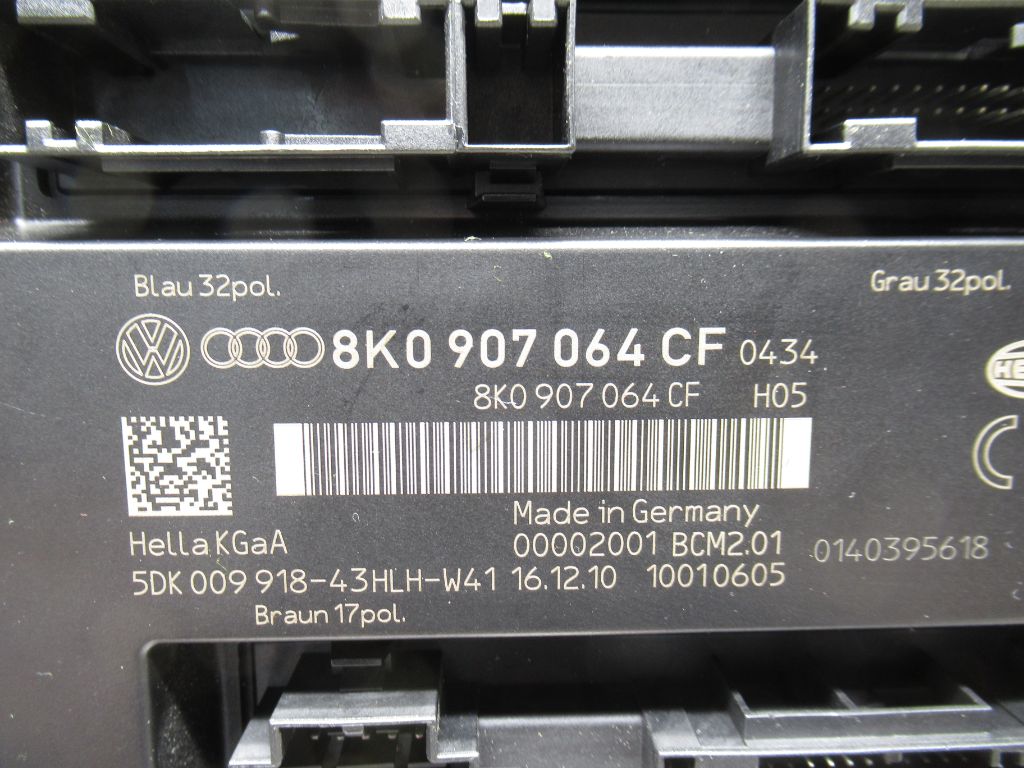 Blau 32pol.
Grau 32pol.
8K0 907 064 CF 0434
8K0 907 064 CF H05
Made in Germany
Hella KGaA 00002001 BCM2.01 0140395618
5DK 009 918-43HLH-W41 16.12.10 10010605
Braun 17pol.